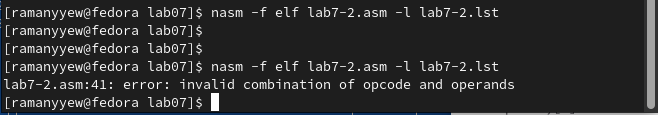 [ramanyyew@fedora lab07]$ nasm -f elf lab7-2.asm -l lab7-2.lst
[ramanyyew@fedora lab07]$
[ramanyyew@fedora lab07]$
[ramanyyew@fedora lab07]$ nasm -f elf lab7-2.asm -l lab7-2.lst
lab7-2.asm:41: error: invalid combination of opcode and operands
[ramanyyew@fedora lab07]$